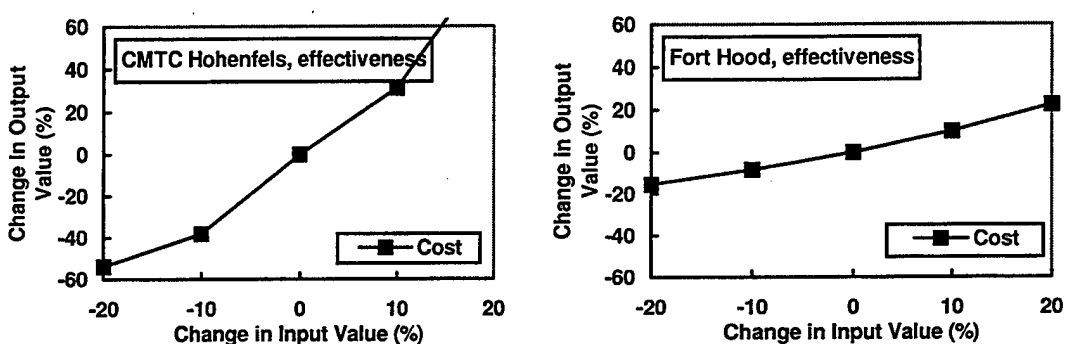 60
40
20
0
-20
-40
-60
-20
-10
0
10
20
Change in Output
Value (%)
Change in Input Value (%)
CMTC Hohenfels, effectiveness
Cost
60
40
20
0
-20
-40
-60
-20
-10
0
10
20
Change in Output
Value (%)
Change in Input Value (%)
Fort Hood, effectiveness
Cost